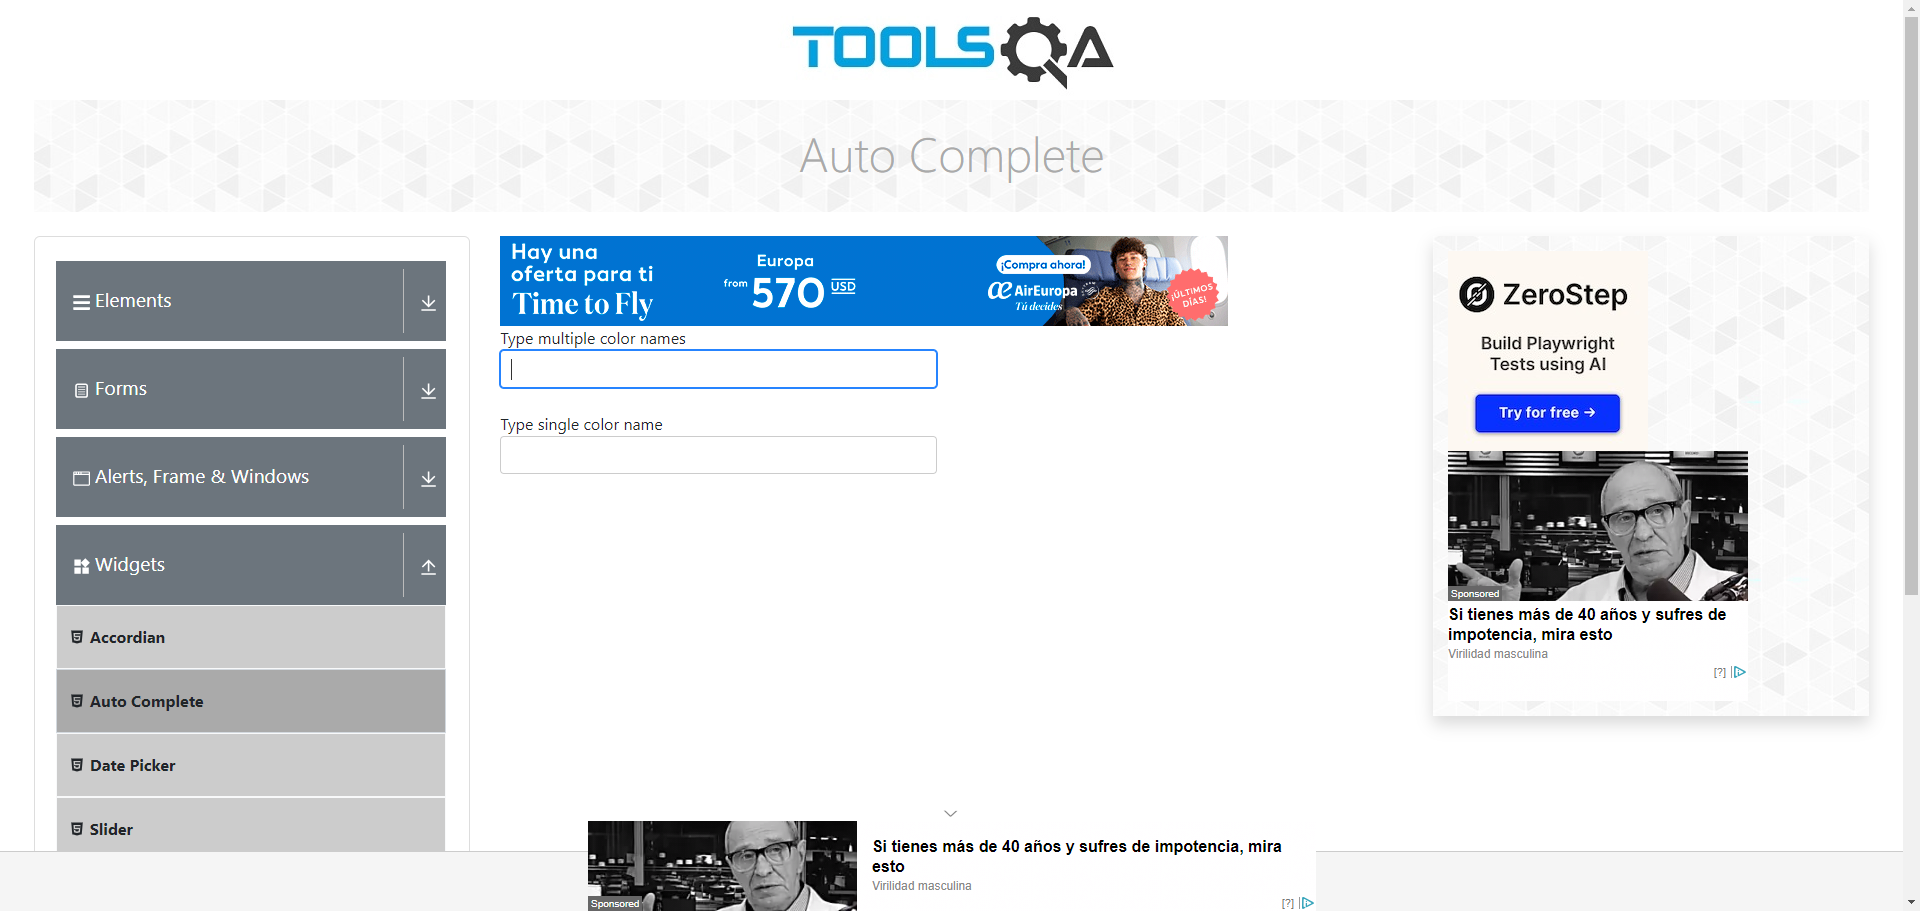 TOOLSQA
Auto Complete
Elements
Forms
Alerts, Frame & Windows
Widgets
Accordian
Auto Complete
Date Picker
Slider
Hay una
oferta para ti
Time to Fly
Europa
from 570 USD
¡Compra ahora!
AirEuropa
Tú decides
¡ÚLTIMOS
DÍAS!
Type multiple color names
Type single color name
ZeroStep
Build Playwright
Tests using AI
Try for free →
Sponsored
Si tienes más de 40 años y sufres de
impotencia, mira esto
Virilidad masculina
[?]
Si tienes más de 40 años y sufres de impotencia, mira
esto
Virilidad masculina
Sponsored
[?]